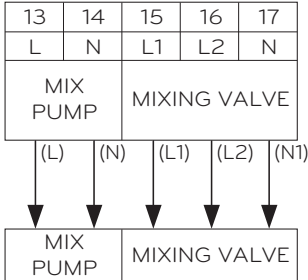 13 14 15 16 17
L N L1 L2 N
MIX PUMP MIXING VALVE
(L) (N) (L1) (L2) (N1)
MIX PUMP MIXING VALVE